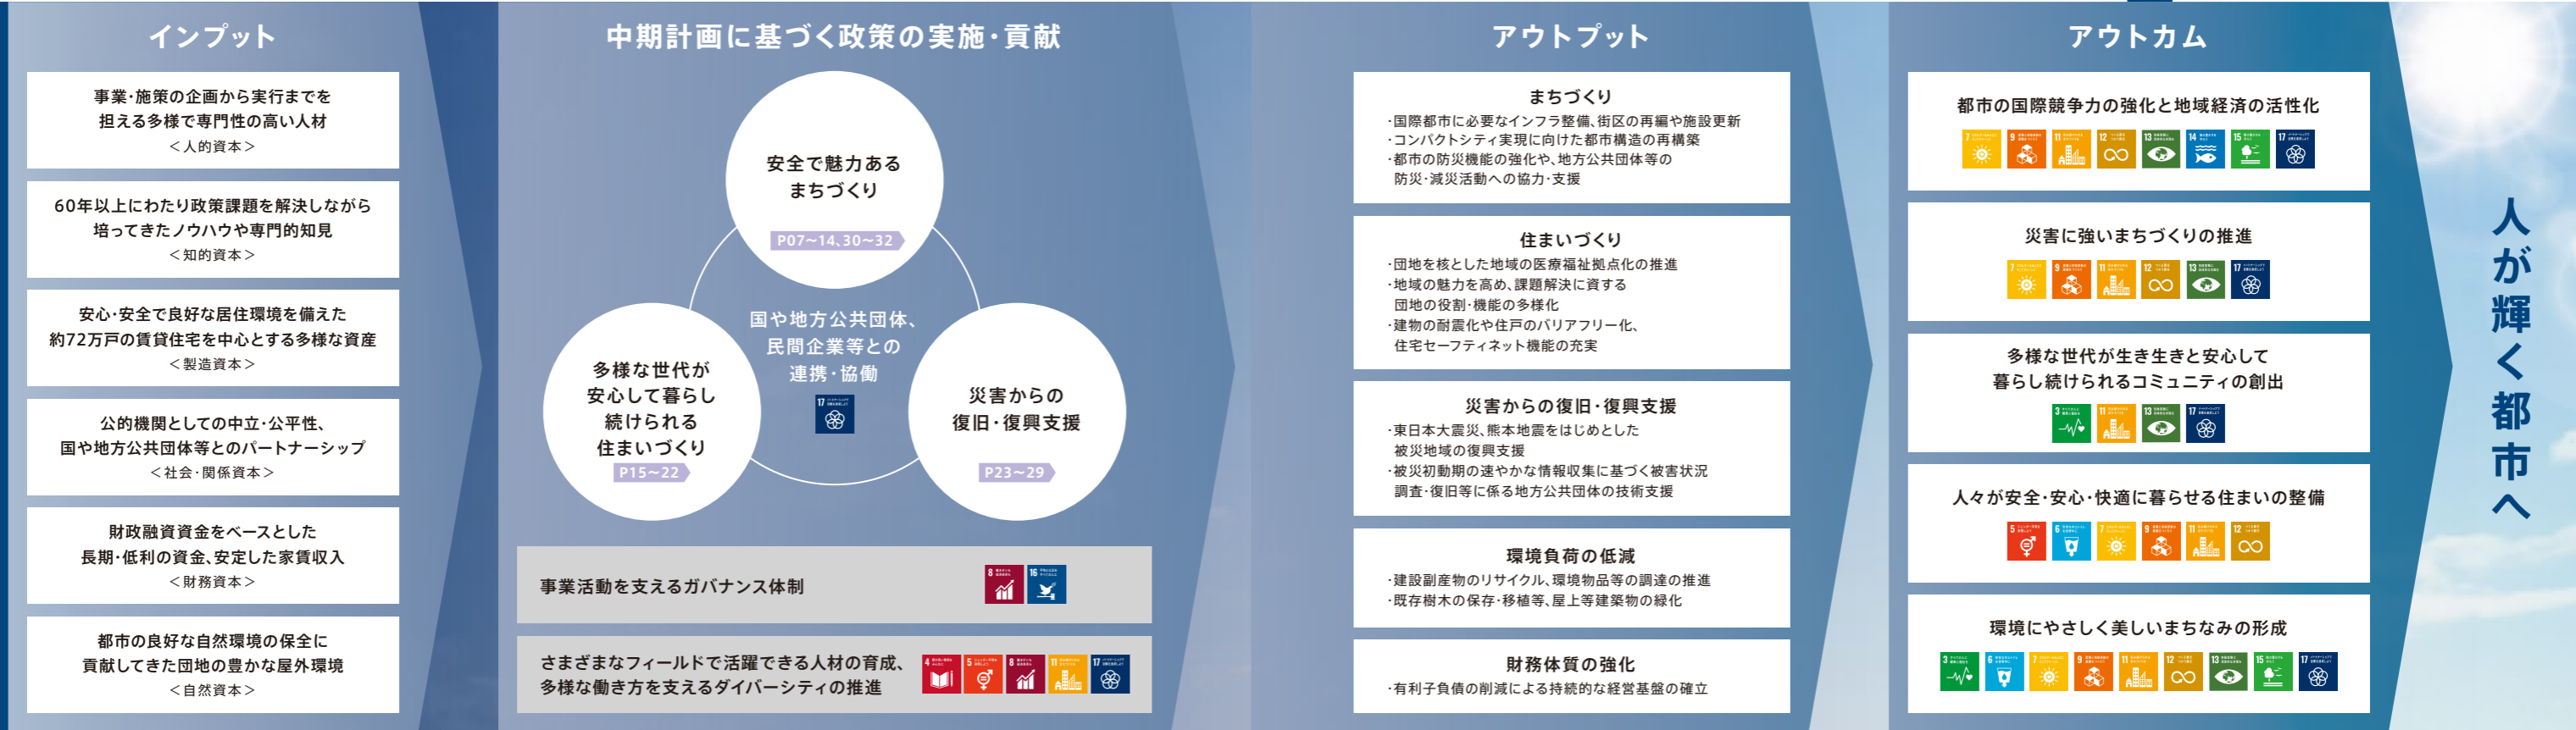 インプット
事業・施策の企画から実行までを
担える多様で専門性の高い人材
＜人的資本＞
60年以上にわたり政策課題を解決しながら
培ってきたノウハウや専門的知見
＜知的資本＞
安心・安全で良好な居住環境を備えた
約72万戸の賃貸住宅を中心とする多様な資産
＜製造資本＞
公的機関としての中立・公平性、
国や地方公共団体等とのパートナーシップ
＜社会・関係資本＞
財政融資資金をベースとした
長期・低利の資金、安定した家賃収入
＜財務資本＞
都市の良好な自然環境の保全に
貢献してきた団地の豊かな屋外環境
＜自然資本＞
中期計画に基づく政策の実施・貢献
安全で魅力ある
まちづくり
P07～14、30～32
国や地方公共団体、
民間企業等との
連携・協働
17
多様な世代が
安心して暮らし
続けられる
住まいづくり
P15～22
災害からの
復旧・復興支援
P23～29
事業活動を支えるガバナンス体制
8 16
さまざまなフィールドで活躍できる人材の育成、
多様な働き方を支えるダイバーシティの推進
4 5 8 11 17
アウトプット
まちづくり
・国際都市に必要なインフラ整備、街区の再編や施設更新
・コンパクトシティ実現に向けた都市構造の再構築
・都市の防災機能の強化や、地方公共団体等の
防災・減災活動への協力・支援
住まいづくり
・団地を核とした地域の医療福祉拠点化の推進
・地域の魅力を高め、課題解決に資する
団地の役割・機能の多様化
・建物の耐震化や住戸のバリアフリー化、
住宅セーフティネット機能の充実
災害からの復旧・復興支援
・東日本大震災、熊本地震をはじめとした
被災地域の復興支援
・被災初動期の速やかな情報収集に基づく被害状況
調査・復旧等に係る地方公共団体の技術支援
環境負荷の低減
・建設副産物のリサイクル、環境物品等の調達の推進
・既存樹木の保存・移植等、屋上等建築物の緑化
財務体質の強化
・有利子負債の削減による持続的な経営基盤の確立
アウトカム
都市の国際競争力の強化と地域経済の活性化
7 9 11 12 13 14 15 17
災害に強いまちづくりの推進
7 9 11 12 13 17
多様な世代が生き生きと安心して
暮らし続けられるコミュニティの創出
3 11 13 17
人々が安全・安心・快適に暮らせる住まいの整備
5 6 7 9 11 12
環境にやさしく美しいまちなみの形成
3 6 7 9 11 12 13 15 17
人が輝く都市へ